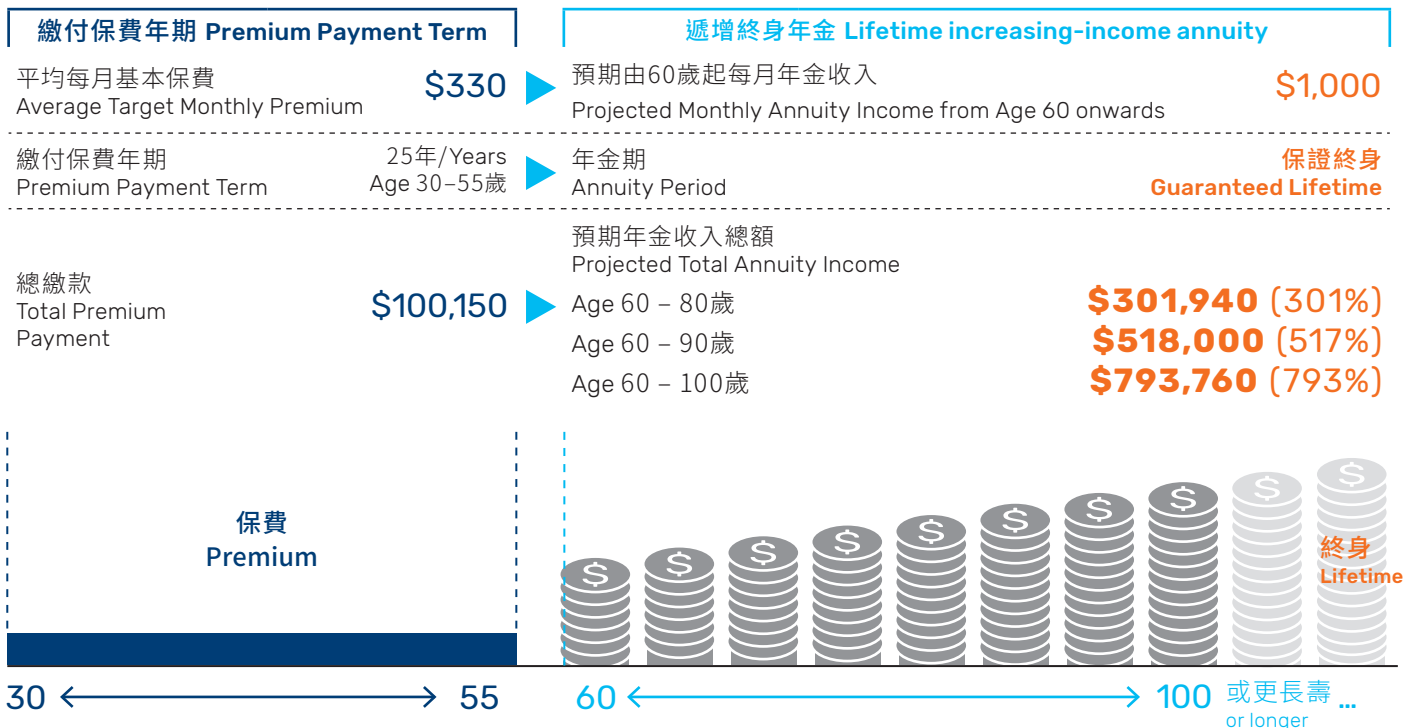 繳付保費年期 Premium Payment Term
遞增終身年金 Lifetime increasing-income annuity
平均每月基本保費
Average Target Monthly Premium
$330
預期由60歲起每月年金收入
Projected Monthly Annuity Income from Age 60 onwards
$1,000
繳付保費年期
Premium Payment Term
25年/Years
Age 30–55歲
年金期
Annuity Period
保證終身
Guaranteed Lifetime
總繳款
Total Premium
Payment
$100,150
預期年金收入總額
Projected Total Annuity Income
Age 60 – 80歲
$301,940 (301%)
Age 60 – 90歲
$518,000 (517%)
Age 60 – 100歲
$793,760 (793%)
保費
Premium
$ $ $ $ $ $ $ $ $ $
終身
Lifetime
30
55
60
100
或更長壽 ...
or longer